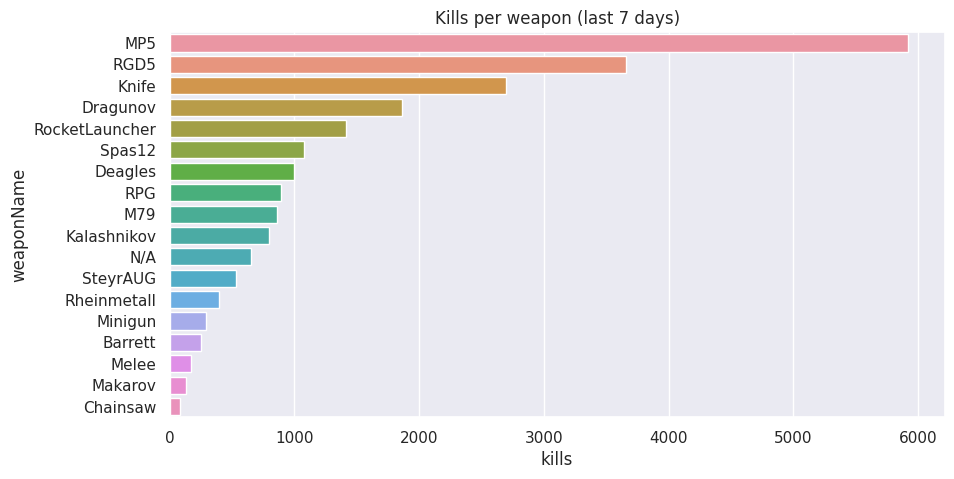 Kills per weapon (last 7 days)
weaponName
MP5
RGD5
Knife
Dragunov
RocketLauncher
Spas12
Deagles
RPG
M79
Kalashnikov
N/A
SteyrAUG
Rheinmetall
Minigun
Barrett
Melee
Makarov
Chainsaw
0 1000 2000 3000 4000 5000 6000
kills